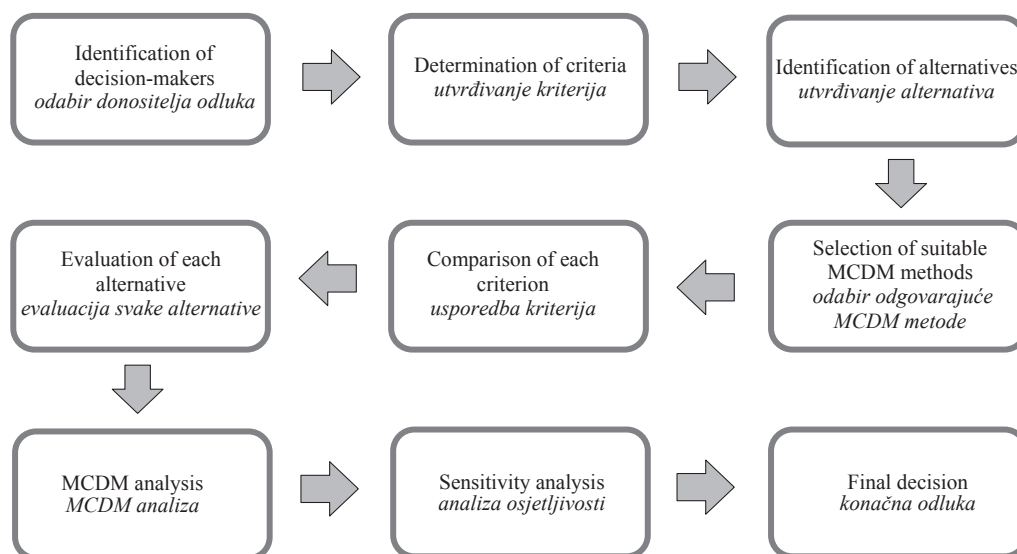 Identification of
decision-makers
odabir donositelja odluka
Determination of criteria
utvrđivanje kriterija
Identification of alternatives
utvrđivanje alternativa
Selection of suitable
MCDM methods
odabir odgovarajuće
MCDM metode
Comparison of each
criterion
usporedba kriterija
Evaluation of each
alternative
evaluacija svake alternative
MCDM analysis
MCDM analiza
Sensitivity analysis
analiza osjetljivosti
Final decision
konačna odluka